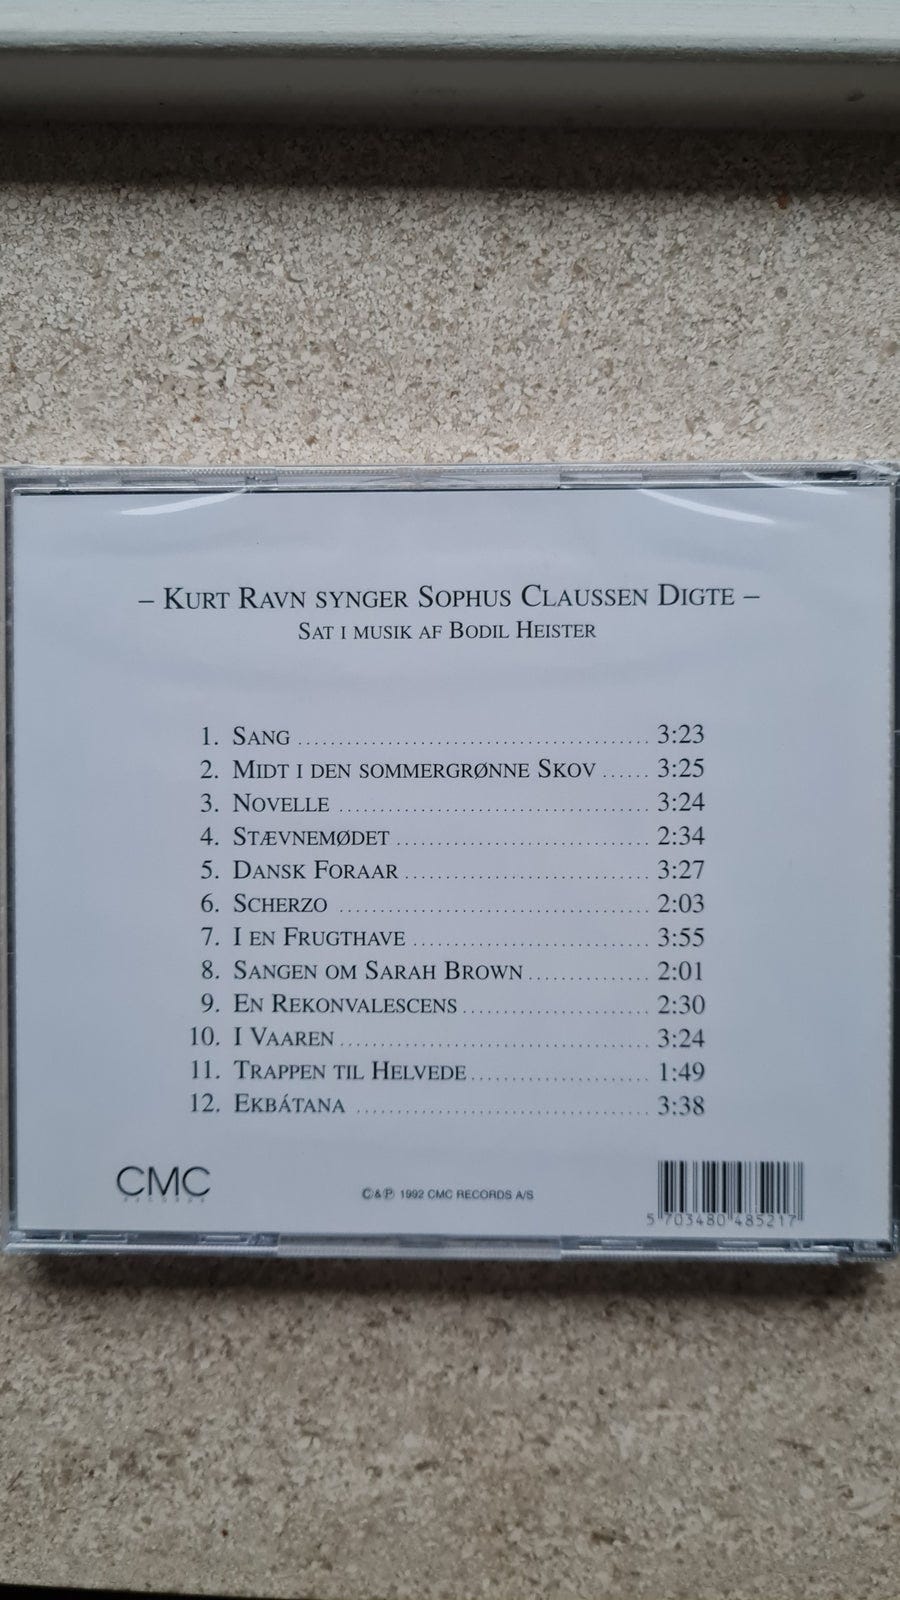 – Kurt Ravn synger Sophus Claussen Digte –
Sat i musik af Bodil Heister
1. Sang 3:23
2. Midt i den sommergrønne Skov 3:25
3. Novelle 3:24
4. Stævnemødet 2:34
5. Dansk Foraar 3:27
6. Scherzo 2:03
7. I en Frugthave 3:55
8. Sangen om Sarah Brown 2:01
9. En Rekonvalescens 2:30
10. I Vaaren 3:24
11. Trappen til Helvede 1:49
12. Ekbátana 3:38
CMC
RECORDS
©&℗ 1992 CMC RECORDS A/S
5 703480 485217